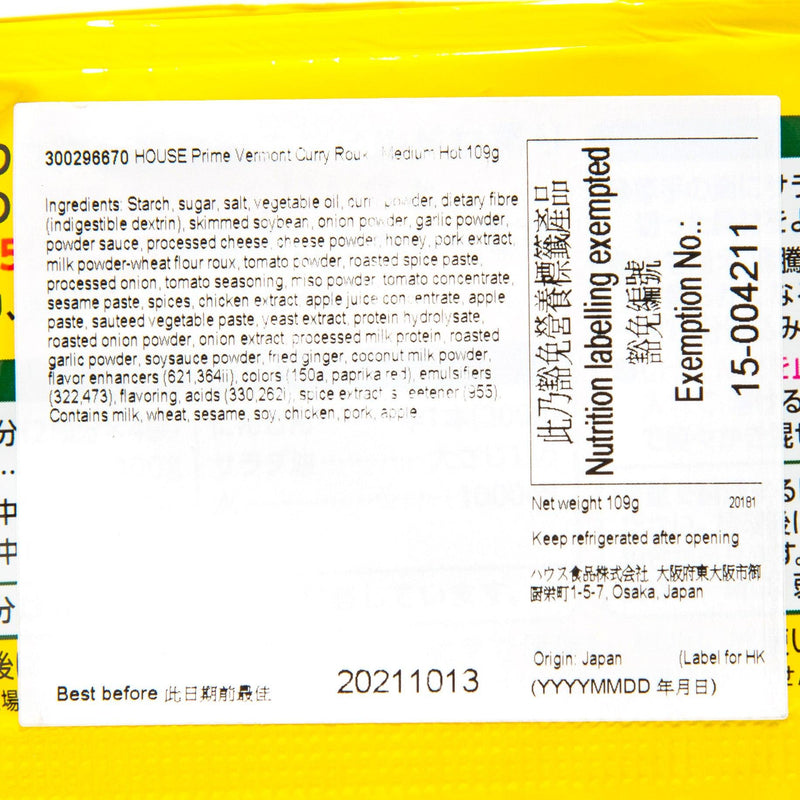 300296670 HOUSE Prime Vermont Curry Roux Medium Hot 109g
Ingredients: Starch, sugar, salt, vegetable oil, curry powder, dietary fibre
(indigestible dextrin), skimmed soybean, onion powder, garlic powder,
powder sauce, processed cheese, cheese powder, honey, pork extract,
milk powder-wheat flour roux, tomato powder, roasted spice paste,
processed onion, tomato seasoning, miso powder, tomato concentrate,
sesame paste, spices, chicken extract, apple juice concentrate, apple
paste, sauteed vegetable paste, yeast extract, protein hydrolysate,
roasted onion powder, onion extract, processed milk protein, roasted
garlic powder, soysauce powder, fried ginger, coconut milk powder,
flavor enhancers (621,364ii), colors (150a, paprika red), emulsifiers
(322,473), flavoring, acids (330,262i), spice extract, sweetener (955).
Contains milk, wheat, sesame, soy, chicken, pork, apple.
此乃豁免營養標籤產品
Nutrition labelling exempted
豁免編號
Exemption No.:
15-004211
Net weight 109g 20181
Keep refrigerated after opening
ハウス食品株式会社 大阪府東大阪市御
厨栄町1-5-7, Osaka, Japan
Origin: Japan (Label for HK
Best before 此日期前最佳 20211013 (YYYYMMDD 年月日)